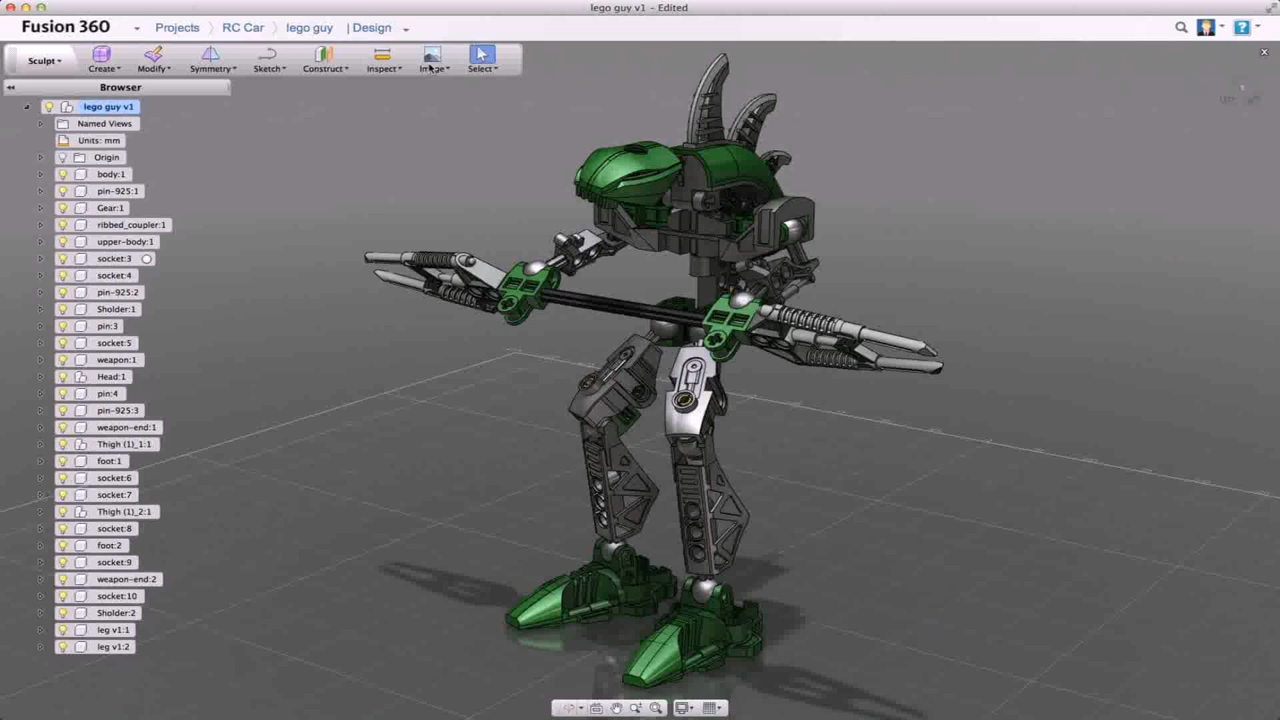 lego guy v1 - Edited
Fusion 360 Projects RC Car lego guy | Design
Sculpt Create Modify Symmetry Sketch Construct Inspect Image Select
Browser
lego guy v1
Named Views
Units: mm
Origin
body:1
pin-925:1
Gear:1
ribbed_coupler:1
upper-body:1
socket:3
socket:4
pin-925:2
Sholder:1
pin:3
socket:5
weapon:1
Head:1
pin:4
pin-925:3
weapon-end:1
Thigh (1)_1:1
foot:1
socket:6
socket:7
Thigh (1)_2:1
socket:8
foot:2
socket:9
weapon-end:2
socket:10
Sholder:2
leg v1:1
leg v1:2